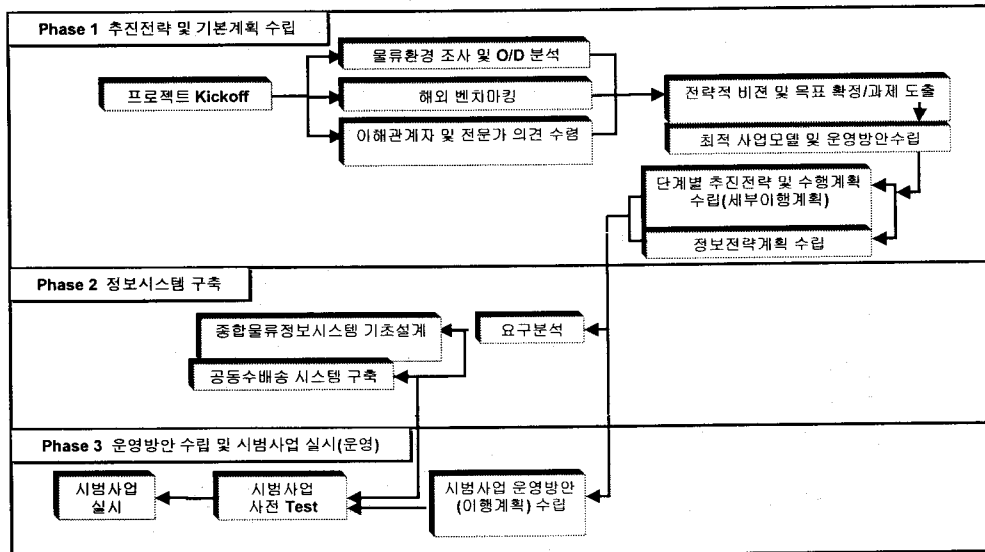 Phase 1 추진전략 및 기본계획 수립
물류환경 조사 및 O/D 분석
프로젝트 Kickoff
해외 벤치마킹
이해관계자 및 전문가 의견 수렴
전략적 비젼 및 목표 확정/과제 도출
최적 사업모델 및 운영방안수립
단계별 추진전략 및 수행계획
수립(세부이행계획)
정보전략계획 수립
Phase 2 정보시스템 구축
종합물류정보시스템 기초설계
요구분석
공동수배송 시스템 구축
Phase 3 운영방안 수립 및 시범사업 실시(운영)
시범사업
실시
시범사업
사전 Test
시범사업 운영방안
(이행계획) 수립